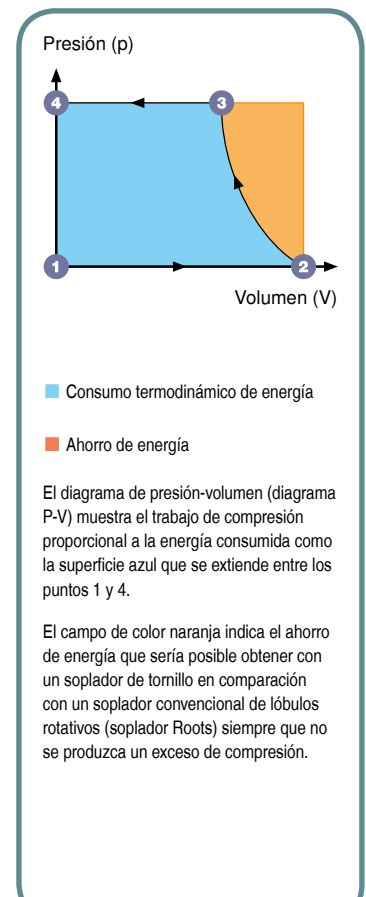 Presión (p)
4
3
1
2
Volumen (V)
Consumo termodinámico de energía
Ahorro de energía
El diagrama de presión-volumen (diagrama
P-V) muestra el trabajo de compresión
proporcional a la energía consumida como
la superficie azul que se extiende entre los
puntos 1 y 4.
El campo de color naranja indica el ahorro
de energía que sería posible obtener con
un soplador de tornillo en comparación
con un soplador convencional de lóbulos
rotativos (soplador Roots) siempre que no
se produzca un exceso de compresión.